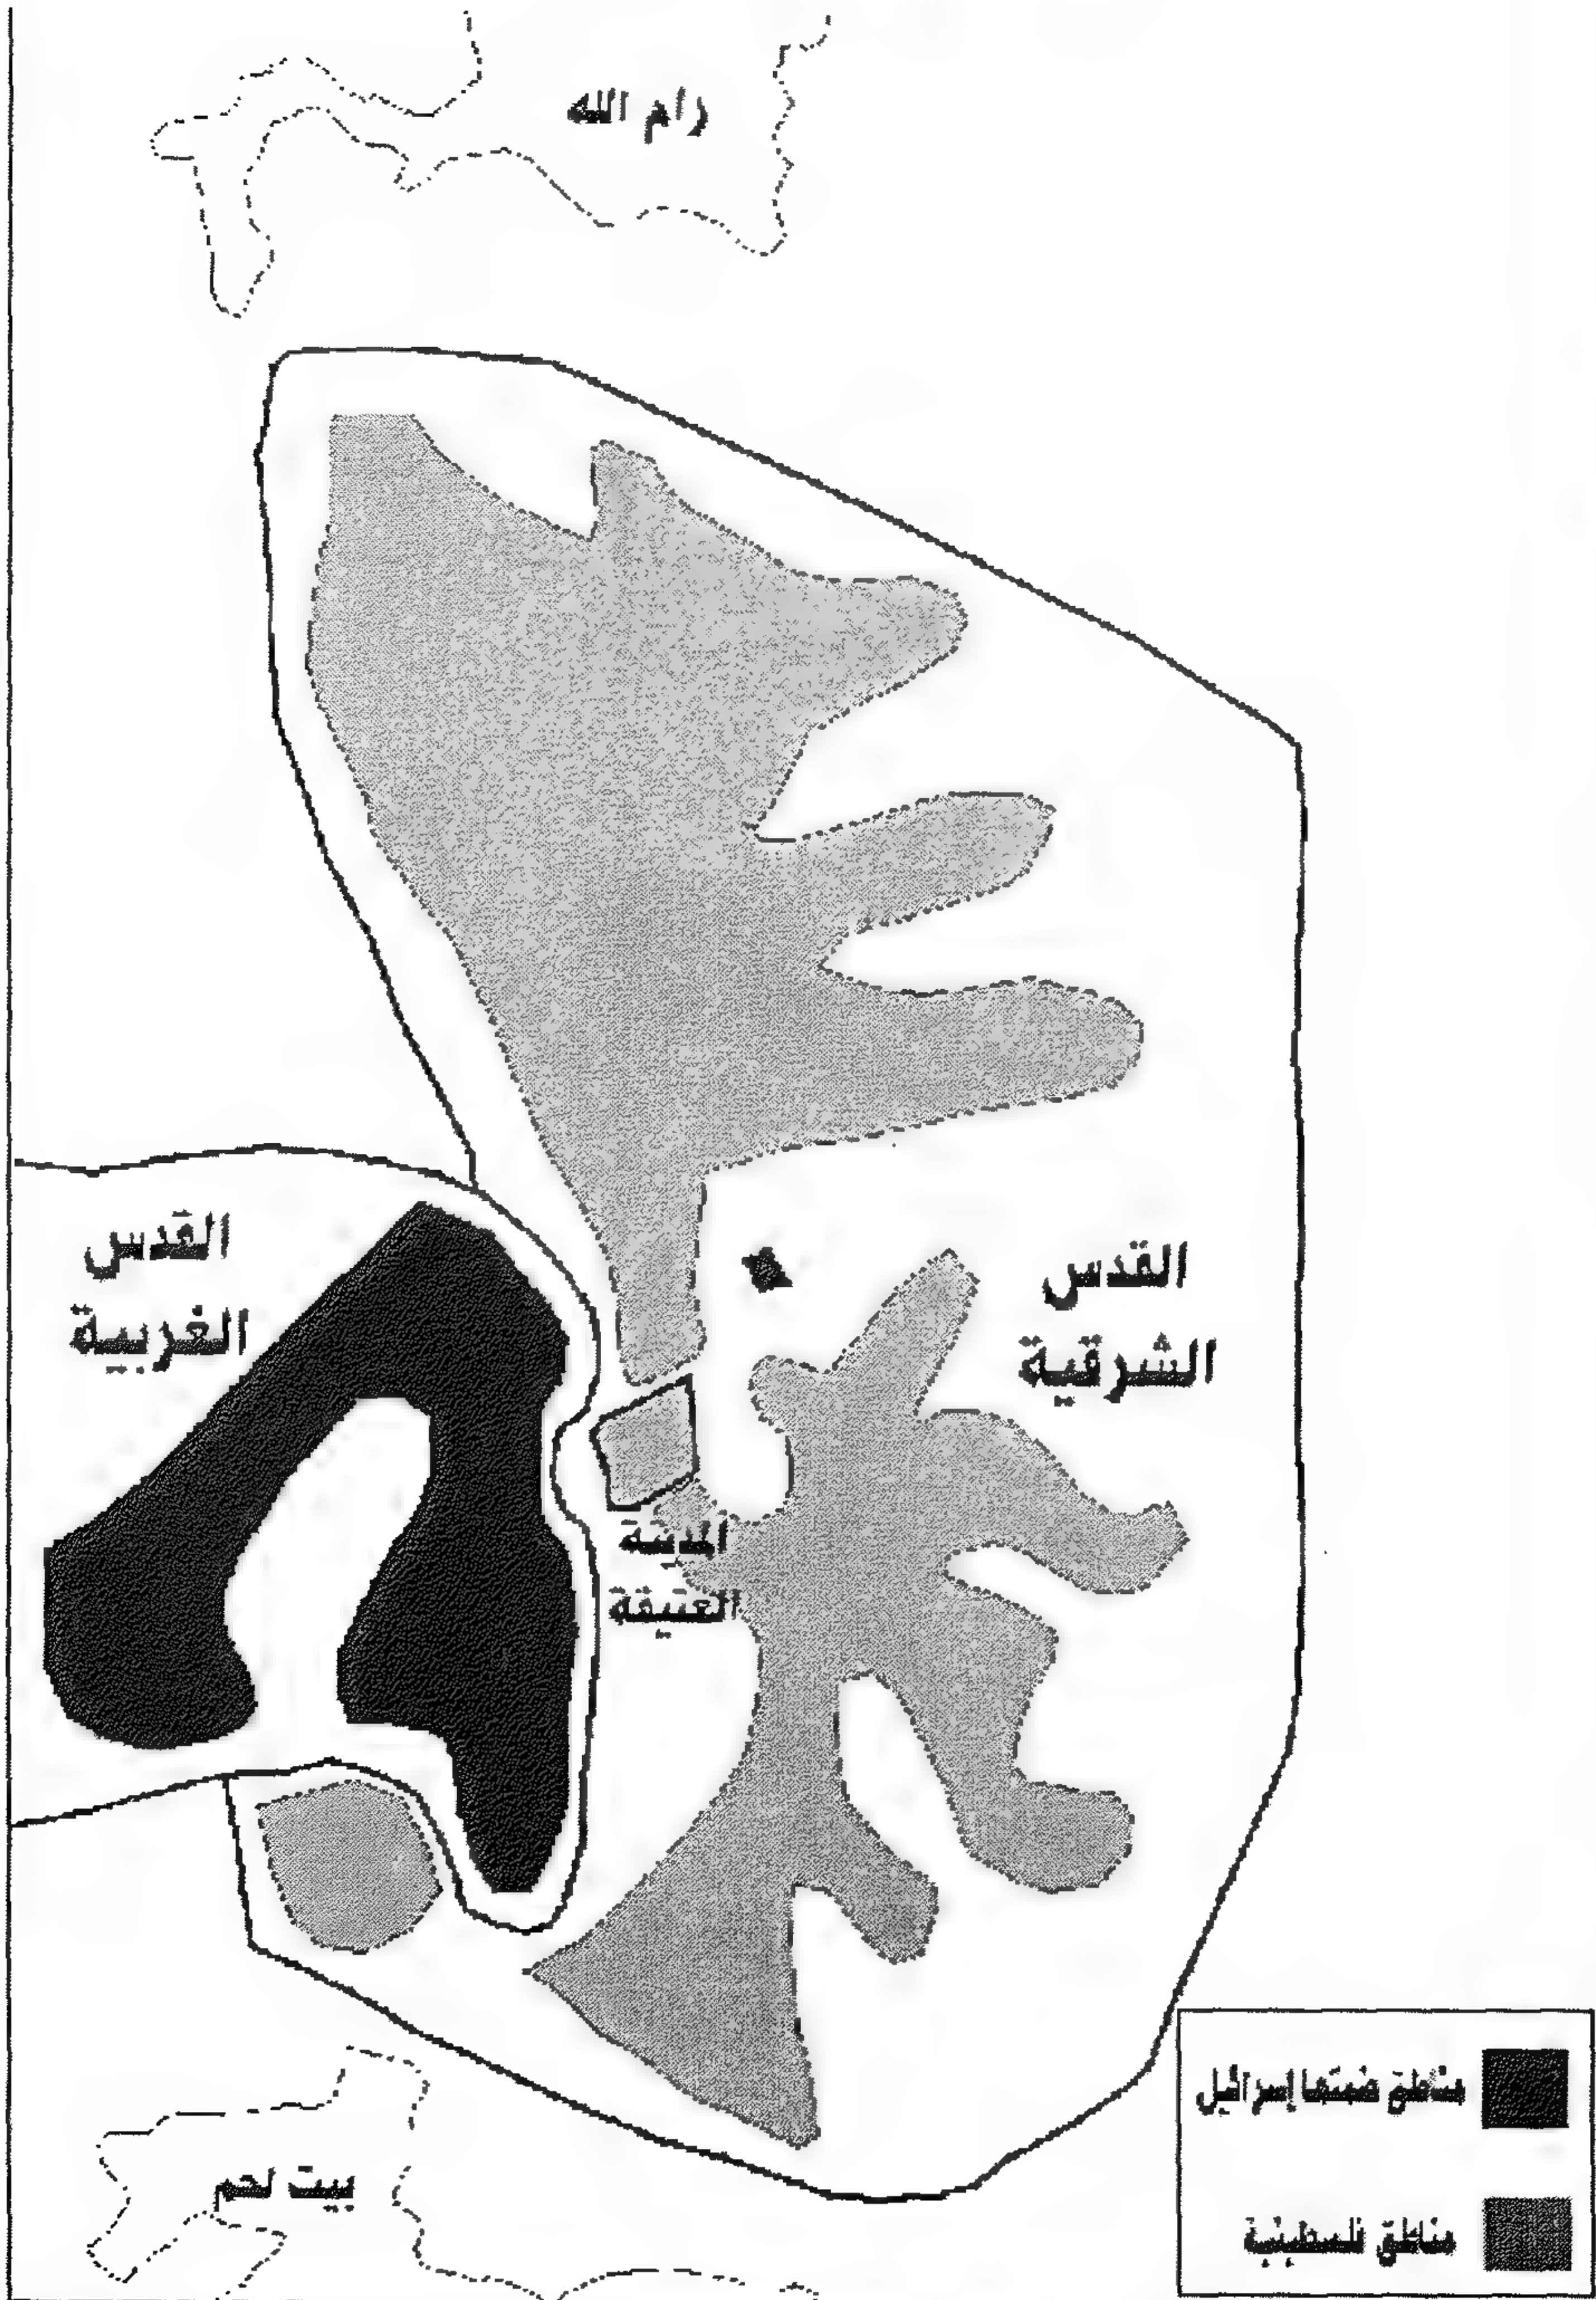 رام الله
القدس
الغربية
القدس
الشرقية
المدينة
العتيقة
بيت لحم
مناطق ضمتها إسرائيل
مناطق فلسطينية